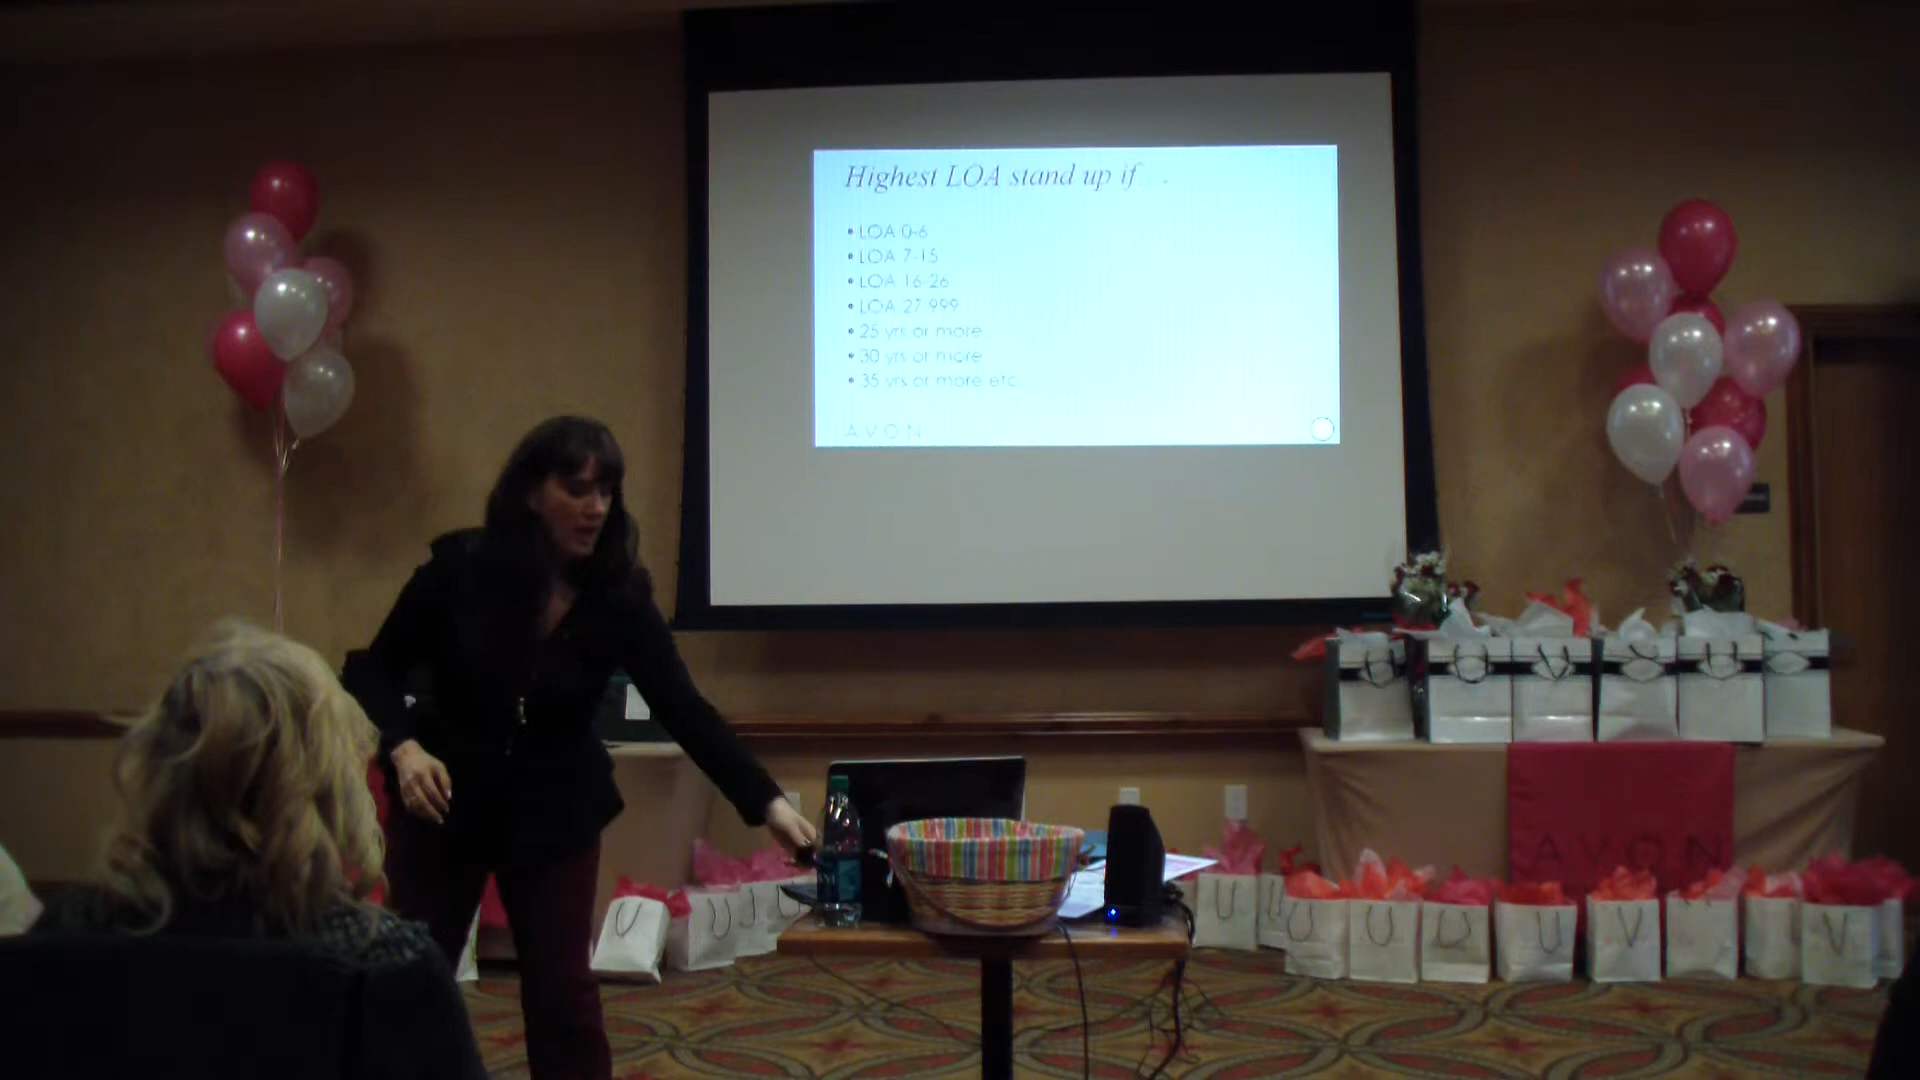 Highest LOA stand up if . .
• LOA 0-6
• LOA 7-15
• LOA 16-26
• LOA 27-999
• 25 yrs or more
• 30 yrs or more
• 35 yrs or more etc
AVON
AVON